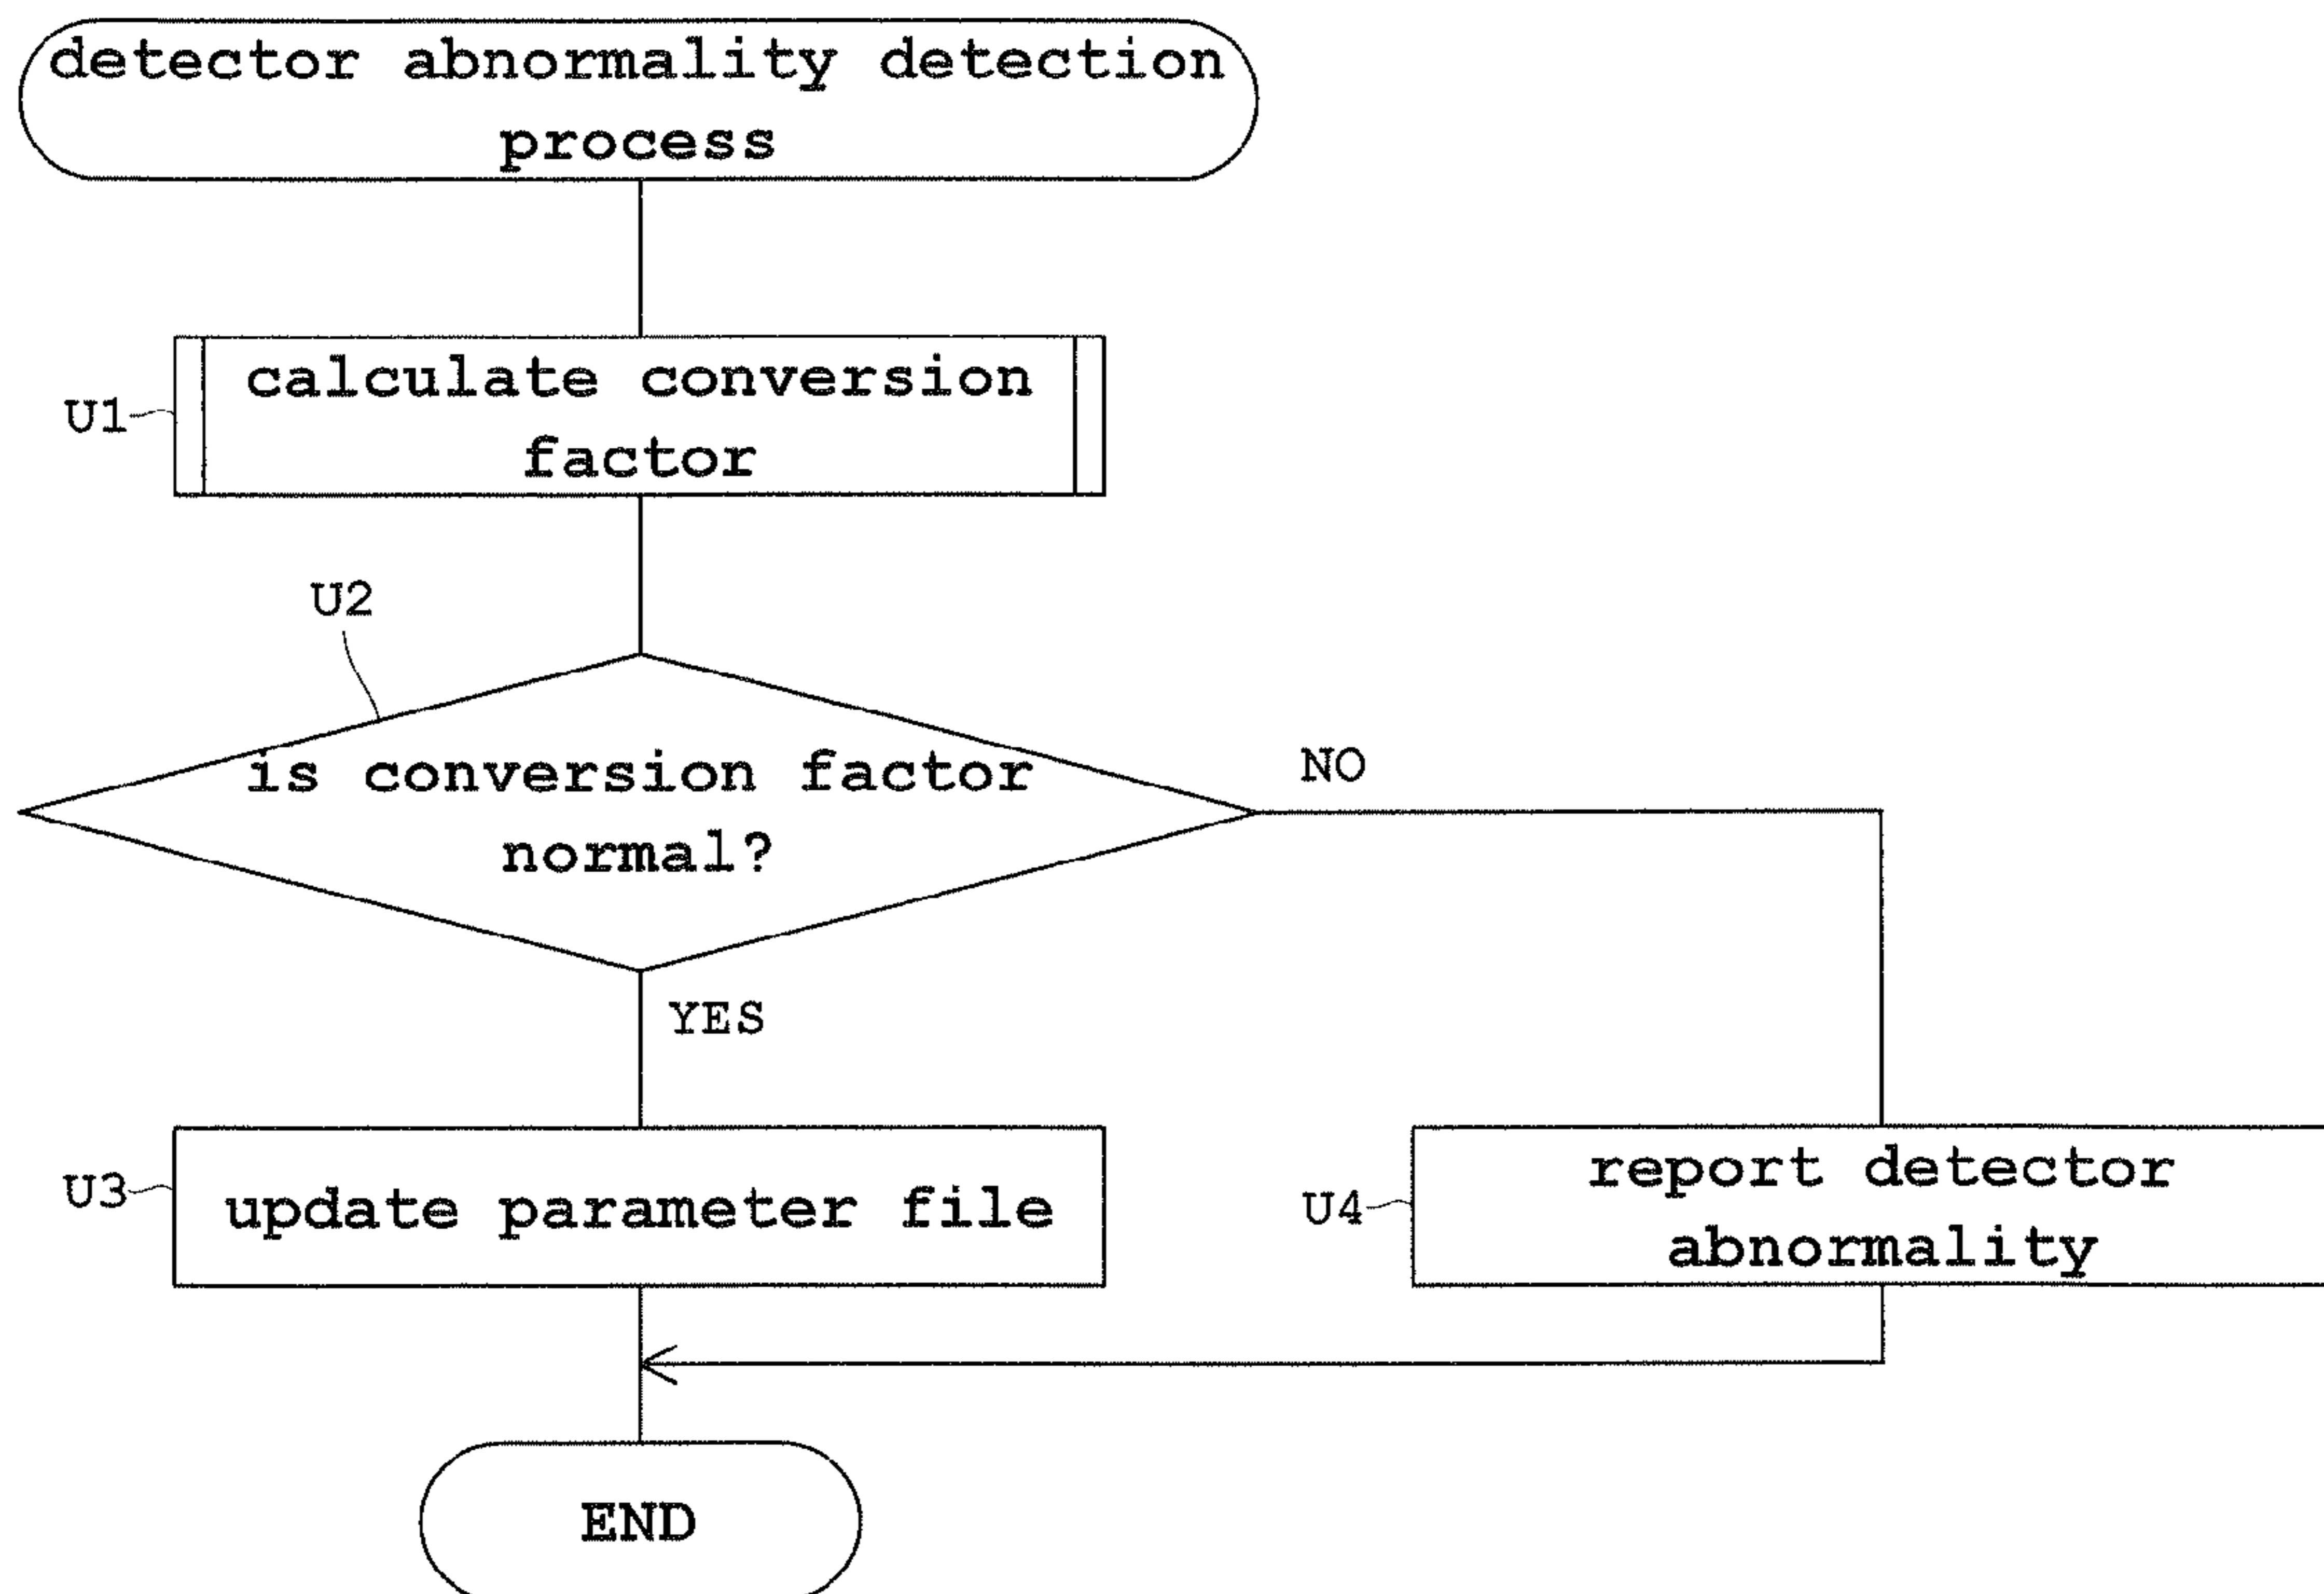 detector abnormality detection
process
U1
calculate conversion
factor
U2
is conversion factor
normal?
NO
YES
U3
update parameter file
U4
report detector
abnormality
END